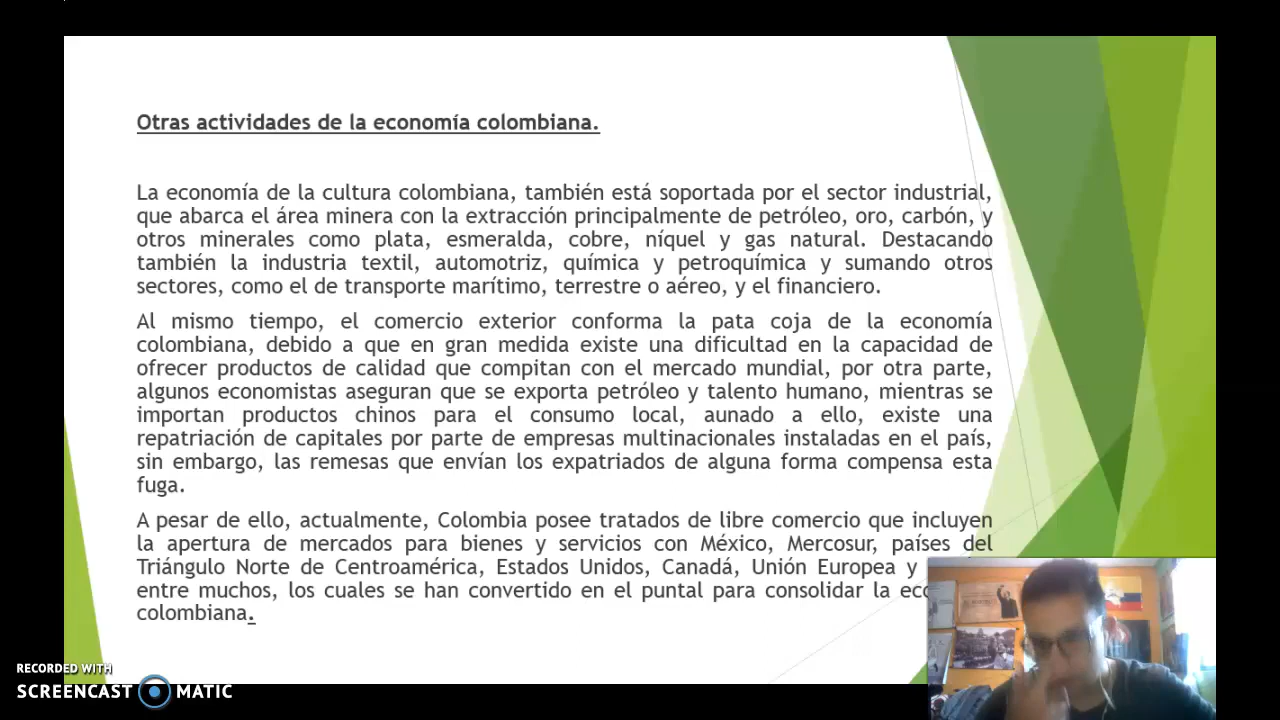 Otras actividades de la economía colombiana.
La economía de la cultura colombiana, también está soportada por el sector industrial,
que abarca el área minera con la extracción principalmente de petróleo, oro, carbón, y
otros minerales como plata, esmeralda, cobre, níquel y gas natural. Destacando
también la industria textil, automotriz, química y petroquímica y sumando otros
sectores, como el de transporte marítimo, terrestre o aéreo, y el financiero.
Al mismo tiempo, el comercio exterior conforma la pata coja de la economía
colombiana, debido a que en gran medida existe una dificultad en la capacidad de
ofrecer productos de calidad que compitan con el mercado mundial, por otra parte,
algunos economistas aseguran que se exporta petróleo y talento humano, mientras se
importan productos chinos para el consumo local, aunado a ello, existe una
repatriación de capitales por parte de empresas multinacionales instaladas en el país,
sin embargo, las remesas que envían los expatriados de alguna forma compensa esta
fuga.
A pesar de ello, actualmente, Colombia posee tratados de libre comercio que incluyen
la apertura de mercados para bienes y servicios con México, Mercosur, países del
Triángulo Norte de Centroamérica, Estados Unidos, Canadá, Unión Europea y
entre muchos, los cuales se han convertido en el puntal para consolidar la
colombiana.
RECORDED WITH
SCREENCAST MATIC